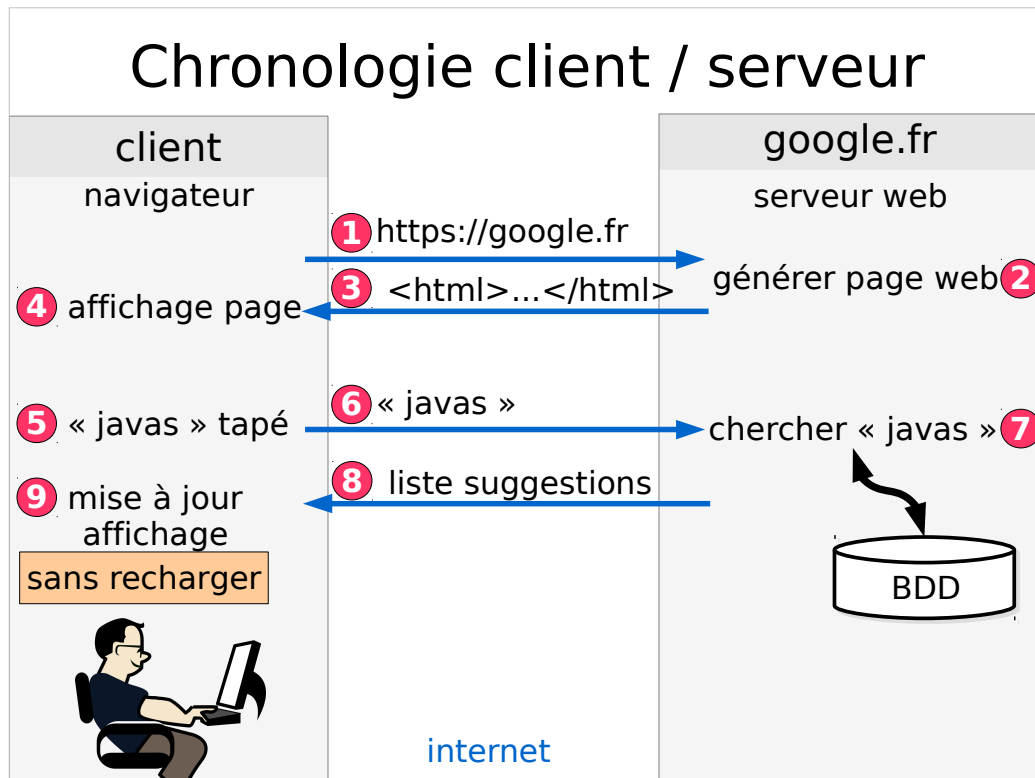 Chronologie client / serveur
client
google.fr
navigateur
serveur web
1 https://google.fr
générer page web 2
3 <html>...</html>
4 affichage page
5 « javas » tapé
6 « javas »
chercher « javas » 7
8 liste suggestions
9 mise à jour
affichage
sans recharger
BDD
internet